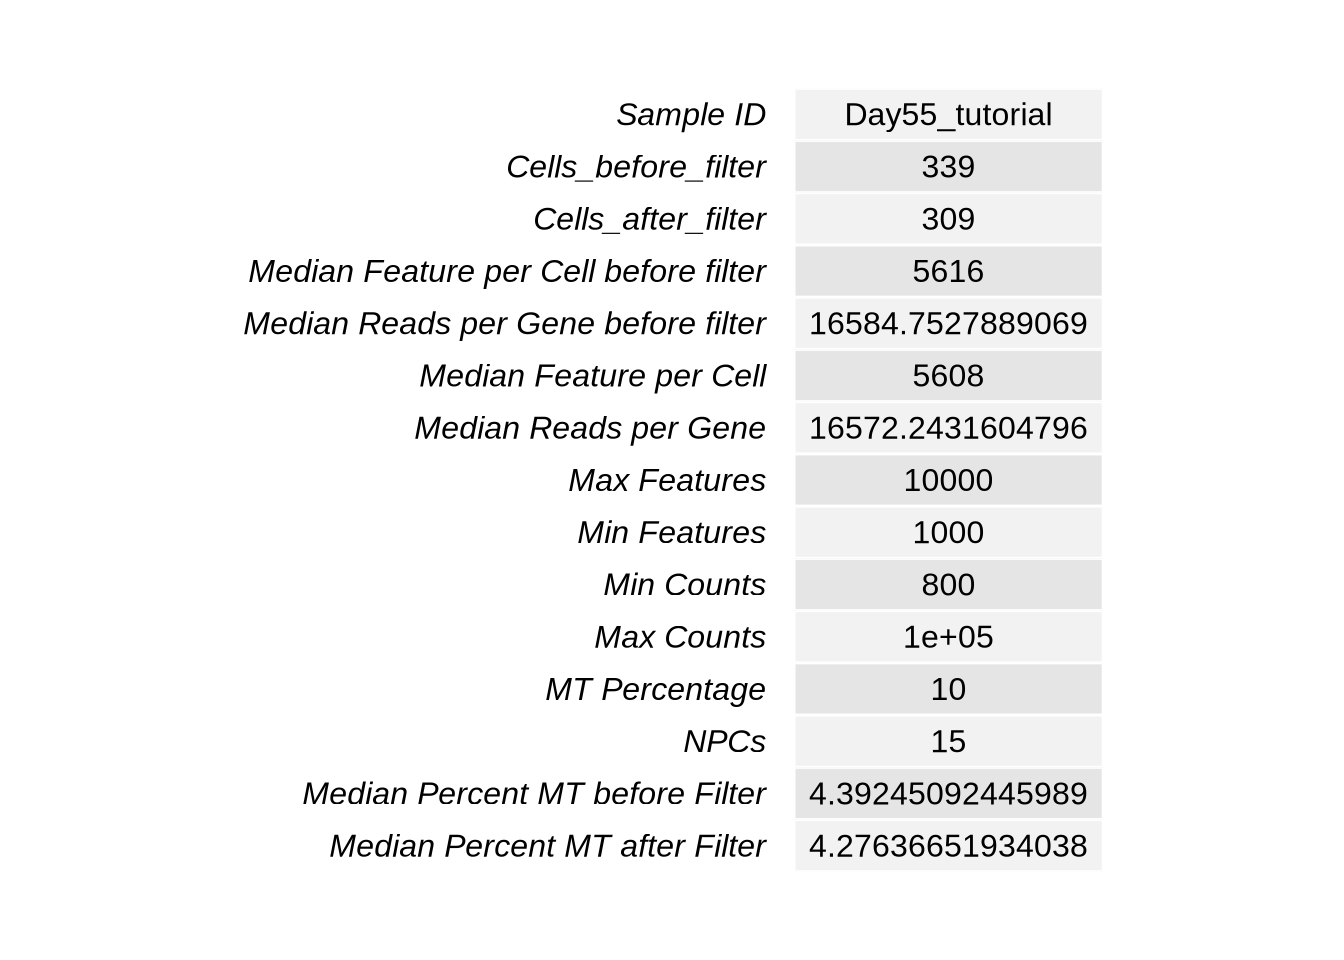 Sample ID Day55_tutorial
Cells_before_filter 339
Cells_after_filter 309
Median Feature per Cell before filter 5616
Median Reads per Gene before filter 16584.7527889069
Median Feature per Cell 5608
Median Reads per Gene 16572.2431604796
Max Features 10000
Min Features 1000
Min Counts 800
Max Counts 1e+05
MT Percentage 10
NPCs 15
Median Percent MT before Filter 4.39245092445989
Median Percent MT after Filter 4.27636651934038